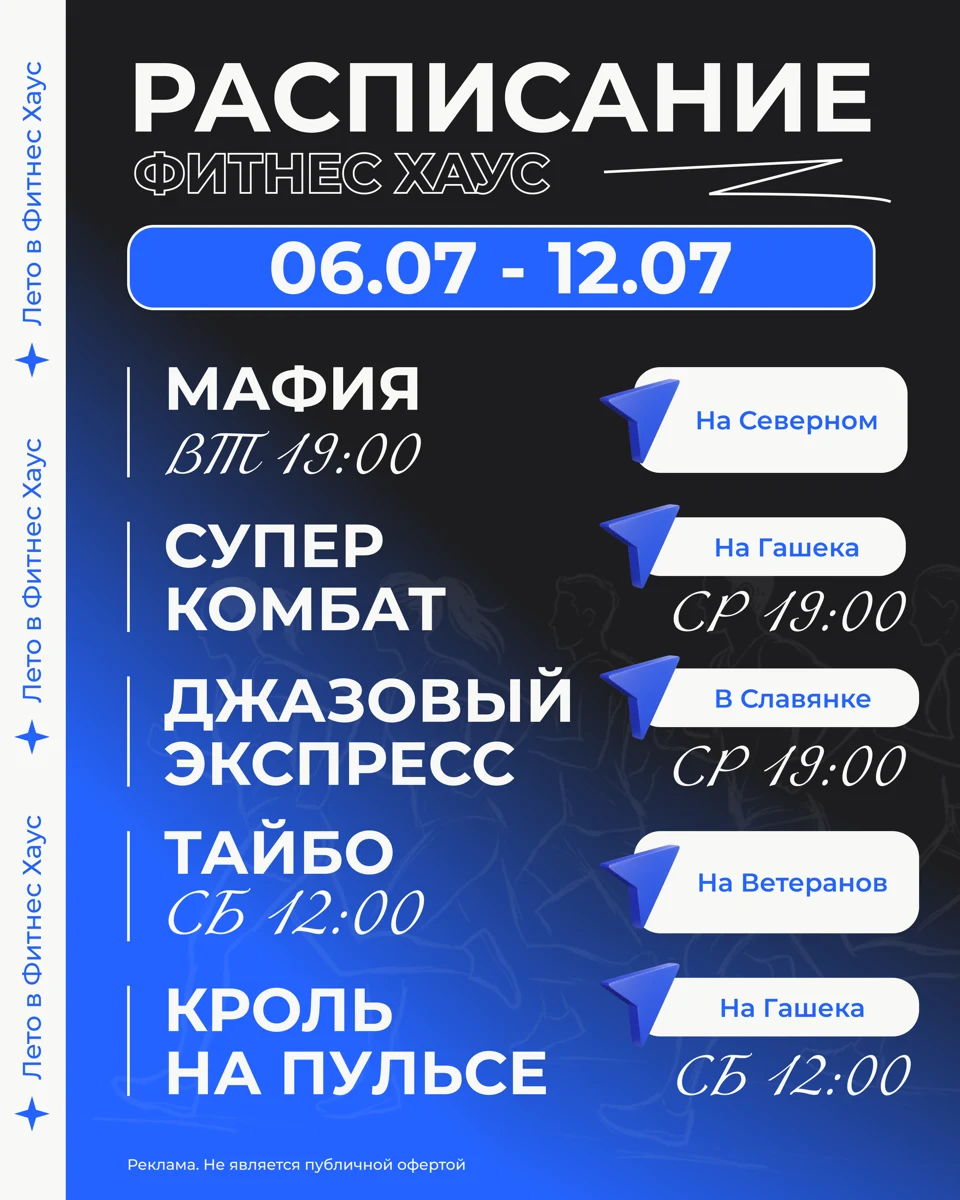 РАСПИСАНИЕ
ФИТНЕС ХАУС
06.07 - 12.07
МАФИЯ
ВТ 19:00
На Северном
СУПЕР
КОМБАТ
На Гашека
СР 19:00
ДЖАЗОВЫЙ
ЭКСПРЕСС
В Славянке
СР 19:00
ТАЙБО
СБ 12:00
На Ветеранов
КРОЛЬ
НА ПУЛЬСЕ
На Гашека
СБ 12:00
Реклама. Не является публичной офертой
Лето в Фитнес Хаус
Лето в Фитнес Хаус
Лето в Фитнес Хаус